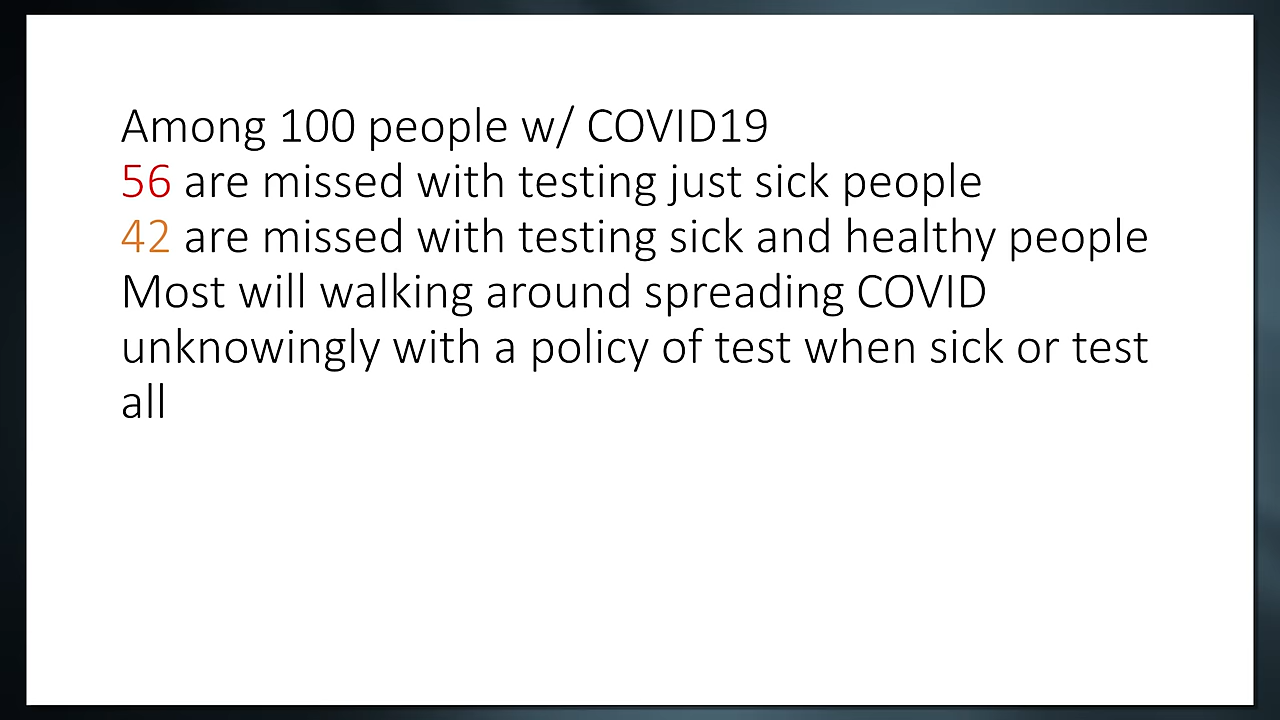 Among 100 people w/ COVID19
56 are missed with testing just sick people
42 are missed with testing sick and healthy people
Most will walking around spreading COVID
unknowingly with a policy of test when sick or test
all